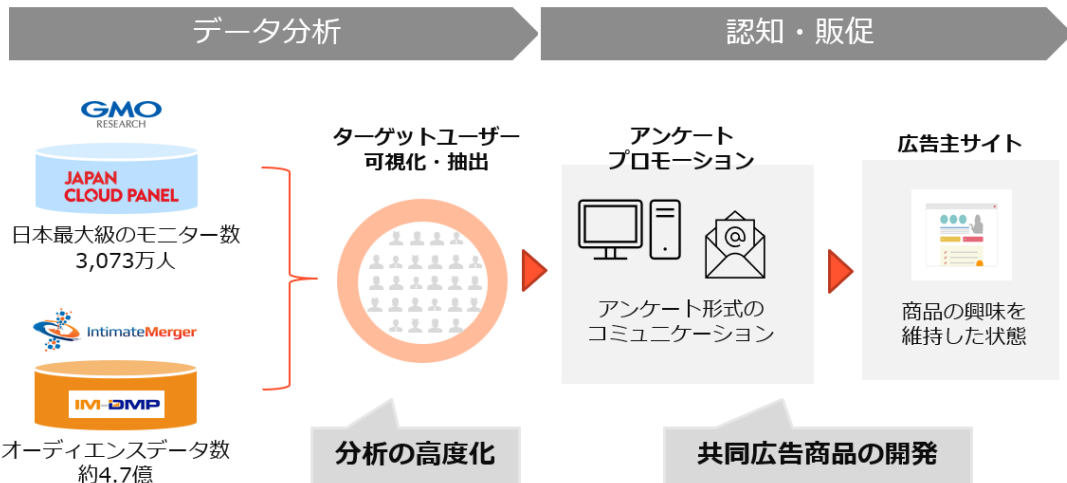 データ分析
認知・販促
GMO
RESEARCH
JAPAN
CLOUD PANEL
日本最大級のモニター数
3,073万人
IntimateMerger
IM-DMP
オーディエンスデータ数
約4.7億
ターゲットユーザー
可視化・抽出
分析の高度化
アンケート
プロモーション
@
アンケート形式の
コミュニケーション
広告主サイト
商品の興味を
維持した状態
共同広告商品の開発